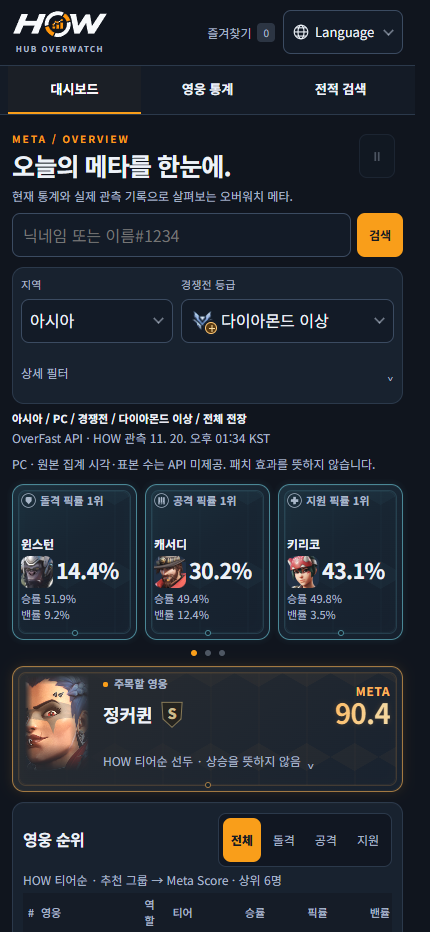 HOW
HUB OVERWATCH
즐겨찾기 0
Language
대시보드 영웅 통계 전적 검색
META / OVERVIEW
오늘의 메타를 한눈에.
현재 통계와 실제 관측 기록으로 살펴보는 오버워치 메타.
닉네임 또는 이름#1234 검색
지역 경쟁전 등급
아시아 다이아몬드 이상
상세 필터
아시아 / PC / 경쟁전 / 다이아몬드 이상 / 전체 전장
OverFast API · HOW 관측 11. 20. 오후 01:34 KST
PC · 원본 집계 시각·표본 수는 API 미제공. 패치 효과를 뜻하지 않습니다.
돌격 픽률 1위
윈스턴
14.4%
승률 51.9%
밴률 9.2%
공격 픽률 1위
캐서디
30.2%
승률 49.4%
밴률 12.4%
지원 픽률 1위
키리코
43.1%
승률 49.8%
밴률 3.5%
주목할 영웅
정커퀸 S
META
90.4
HOW 티어순 선두 · 상승을 뜻하지 않음
영웅 순위
전체 돌격 공격 지원
HOW 티어순 · 추천 그룹 → Meta Score · 상위 6명
# 영웅 역할 티어 승률 픽률 밴률